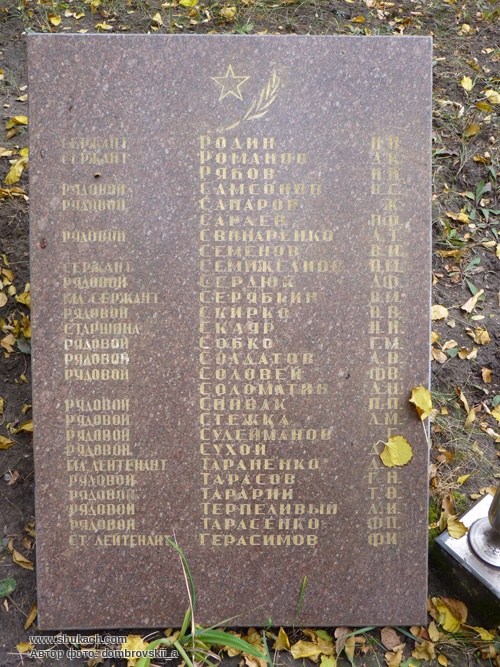 СЕРЖАНТ РОДИН
СЕРЖАНТ РОМАНОВ
РЯБОВ
РЯДОВОЙ САМСОНОВ В.С.
РЯДОВОЙ САПАРОВ Ж.
САРАЕВ
РЯДОВОЙ СВИНАРЕНКО А.Т.
СЕМЕНОВ В.И.
СЕРЖАНТ
РЯДОВОЙ СЕРДЮК
МЛ.СЕРЖАНТ СЕРЯБКИН
РЯДОВОЙ СКИРКО В.В.
СТАРШИНА СКЛЯР
РЯДОВОЙ СОБКО Г.М.
РЯДОВОЙ СОЛДАТОВ А.В.
РЯДОВОЙ СОЛОВЕЙ Ф.В.
СОЛОМАТИН
РЯДОВОЙ СПИВАК
РЯДОВОЙ СТЕЖКА
РЯДОВОЙ СУЛЕЙМАНОВ
РЯДОВОЙ СУХОЙ
МЛ.ЛЕЙТЕНАНТ ТАРАНЕНКО
РЯДОВОЙ ТАРАСОВ Г.Н.
РЯДОВОЙ ТАРАРИН
РЯДОВОЙ ТЕРПЕЛИВЫЙ
РЯДОВОЙ ТАРАСЕНКО Ф.П.
СТ.ЛЕЙТЕНАНТ ГЕРАСИМОВ Ф.И.
www.shukach.com
Автор фото: dombrovskii_a